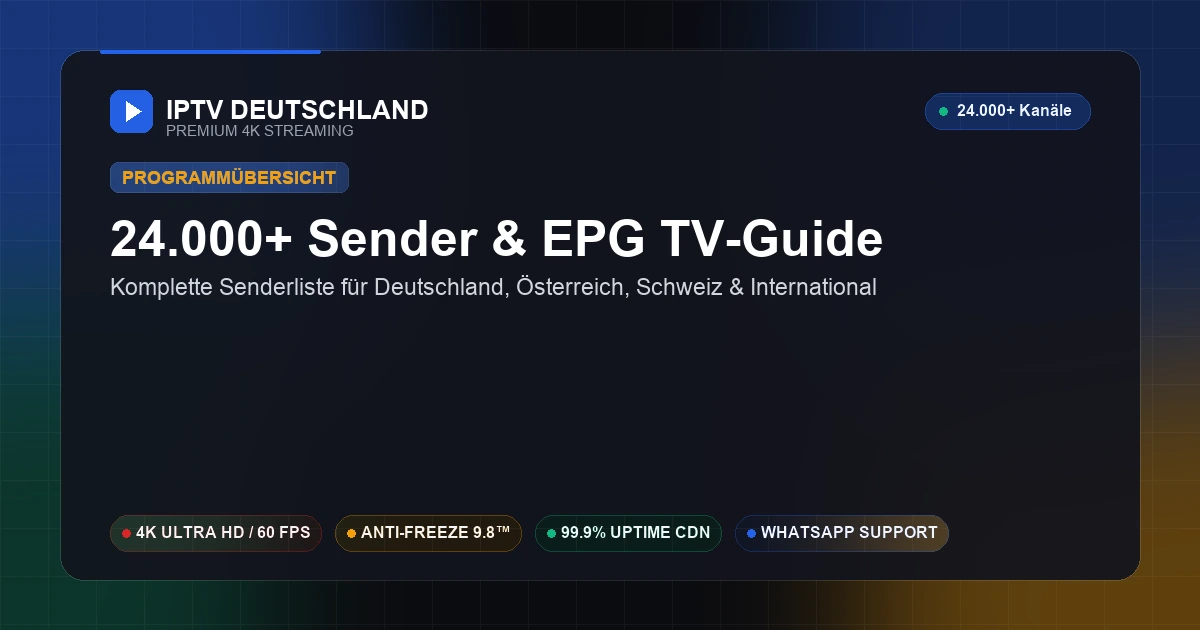 IPTV DEUTSCHLAND
PREMIUM 4K STREAMING
24.000+ Kanäle
PROGRAMMÜBERSICHT
24.000+ Sender & EPG TV-Guide
Komplette Senderliste für Deutschland, Österreich, Schweiz & International
4K ULTRA HD / 60 FPS
ANTI-FREEZE 9.8™
99.9% UPTIME CDN
WHATSAPP SUPPORT